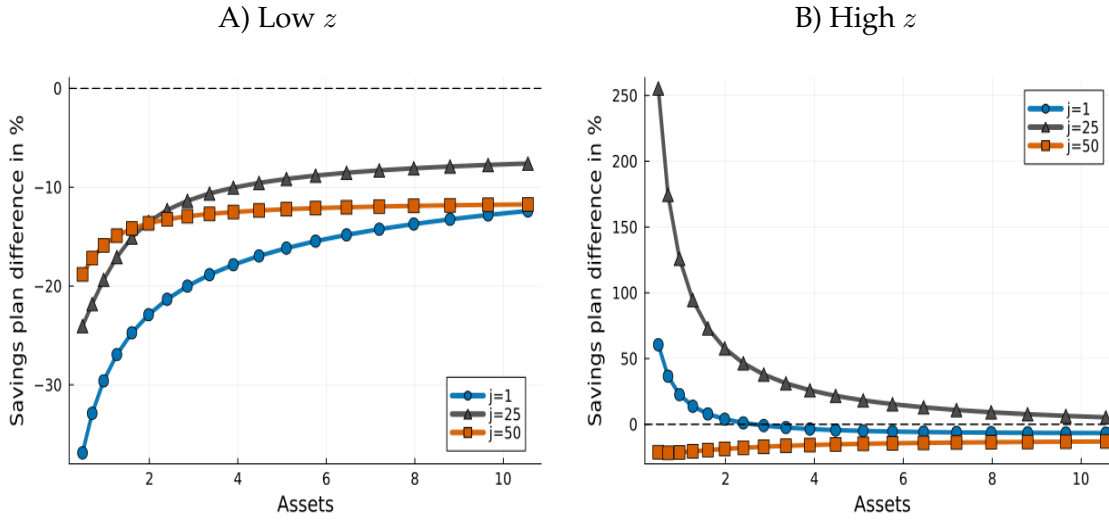 A) Low z
B) High z
Savings plan difference in %
0
−10
−20
−30
2
4
6
8
10
Assets
j=1
j=25
j=50
Savings plan difference in %
250
200
150
100
50
0
2
4
6
8
10
Assets
j=1
j=25
j=50